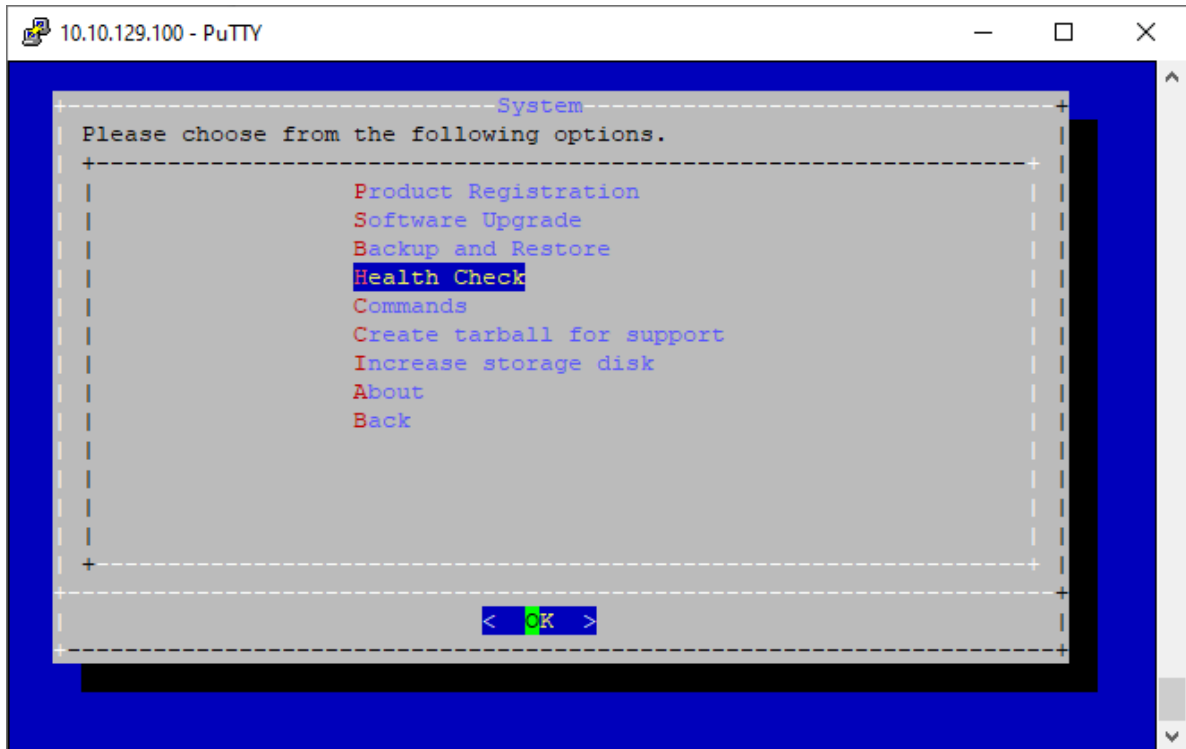 10.10.129.100 - PuTTY
System
Please choose from the following options.
Product Registration
Software Upgrade
Backup and Restore
Health Check
Commands
Create tarball for support
Increase storage disk
About
Back
< OK >